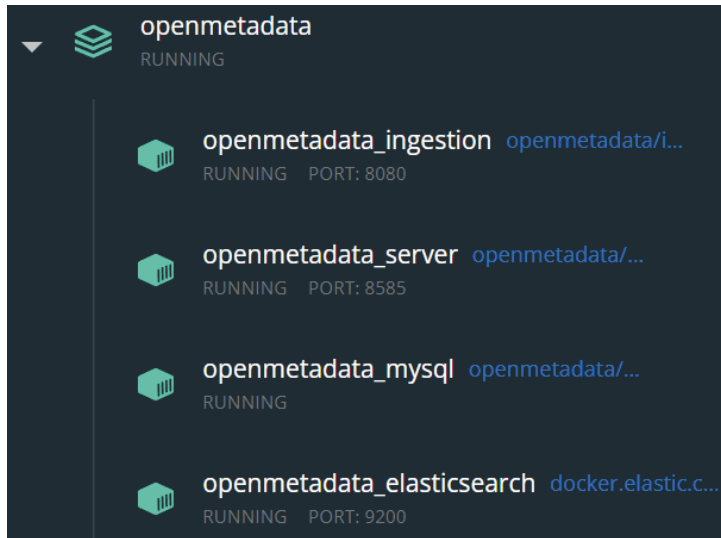 openmetadata
RUNNING
openmetadata_ingestion openmetadata/i...
RUNNING PORT: 8080
openmetadata_server openmetadata/...
RUNNING PORT: 8585
openmetadata_mysql openmetadata/...
RUNNING
openmetadata_elasticsearch docker.elastic.c...
RUNNING PORT: 9200